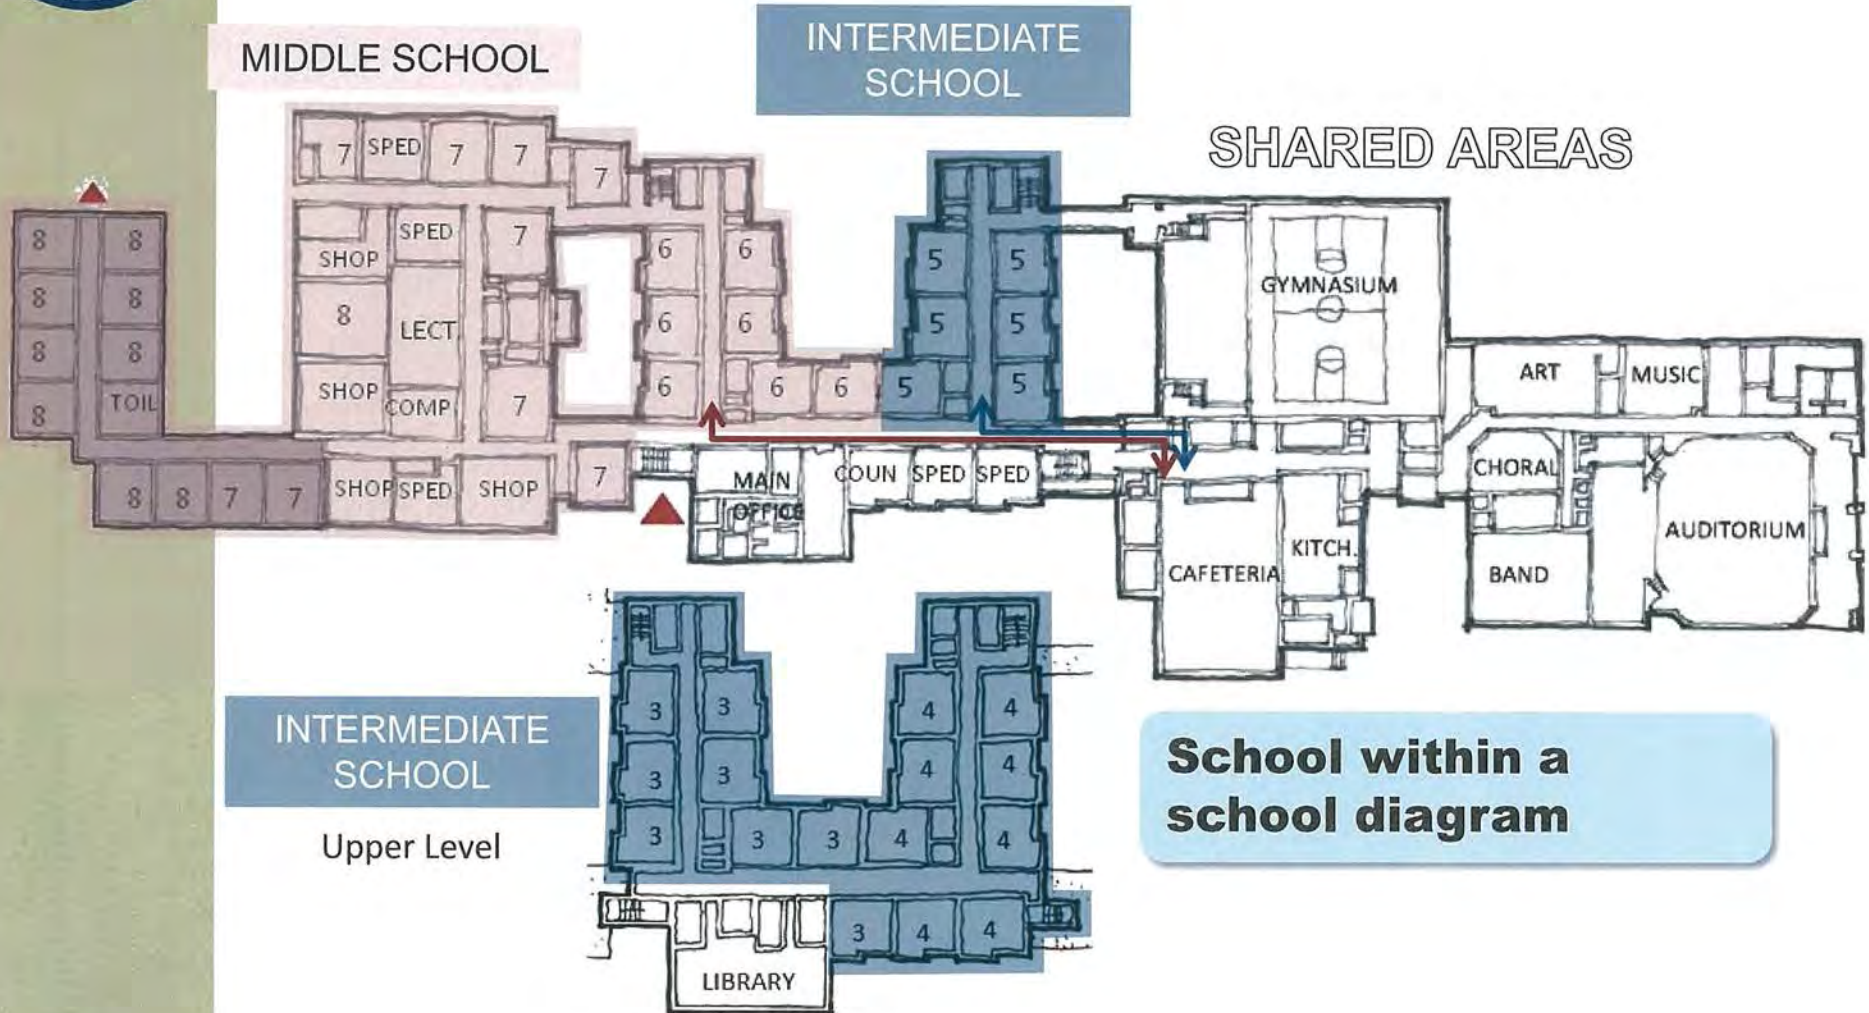 MIDDLE SCHOOL
INTERMEDIATE
SCHOOL
SHARED AREAS
7 SPED 7 7
7
8 8
8 8
8 8
8 TOIL
8 8 7 7
SHOP SPED 7
8 LECT
SHOP COMP 7
SHOP SPED SHOP 7
6 6
6 6
6 6 6
5 5
5 5
5 5
MAIN
OFFICE
COUN SPED SPED
GYMNASIUM
ART MUSIC
CHORAL
BAND
AUDITORIUM
CAFETERIA
KITCH.
INTERMEDIATE
SCHOOL
Upper Level
3 3 4 4
3 3 4 4
3 3 3 4 4
3 4 4
LIBRARY
School within a
school diagram